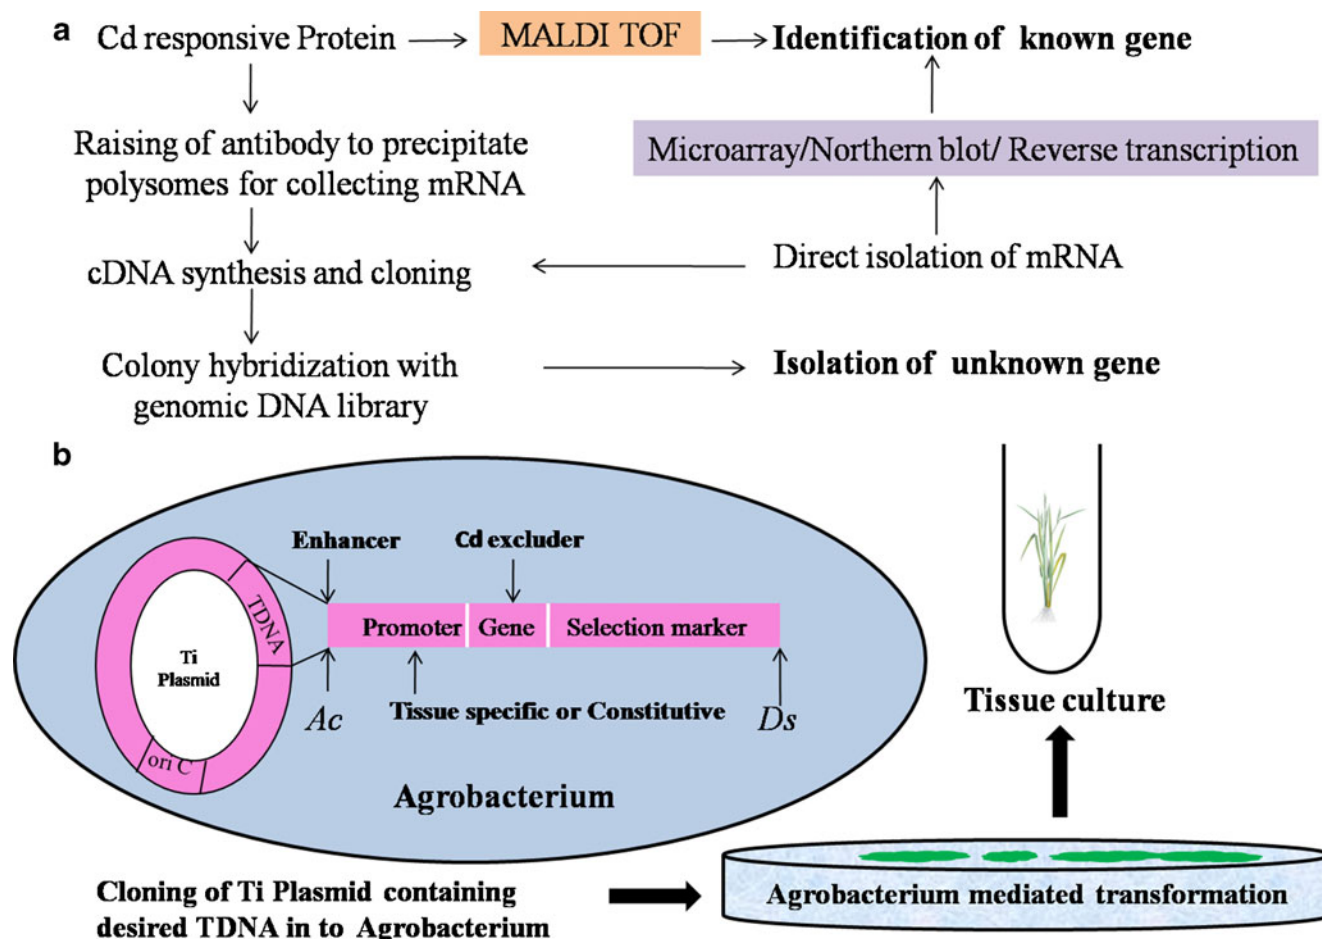 a
Cd responsive Protein
MALDI TOF
Identification of known gene
Raising of antibody to precipitate
polysomes for collecting mRNA
Microarray/Northern blot/ Reverse transcription
cDNA synthesis and cloning
Direct isolation of mRNA
Colony hybridization with
genomic DNA library
Isolation of unknown gene
b
Enhancer
Cd excluder
TDNA
Promoter
Gene
Selection marker
Ti
Plasmid
Ac
Tissue specific or Constitutive
Ds
ori C
Agrobacterium
Tissue culture
Cloning of Ti Plasmid containing
desired TDNA in to Agrobacterium
Agrobacterium mediated transformation